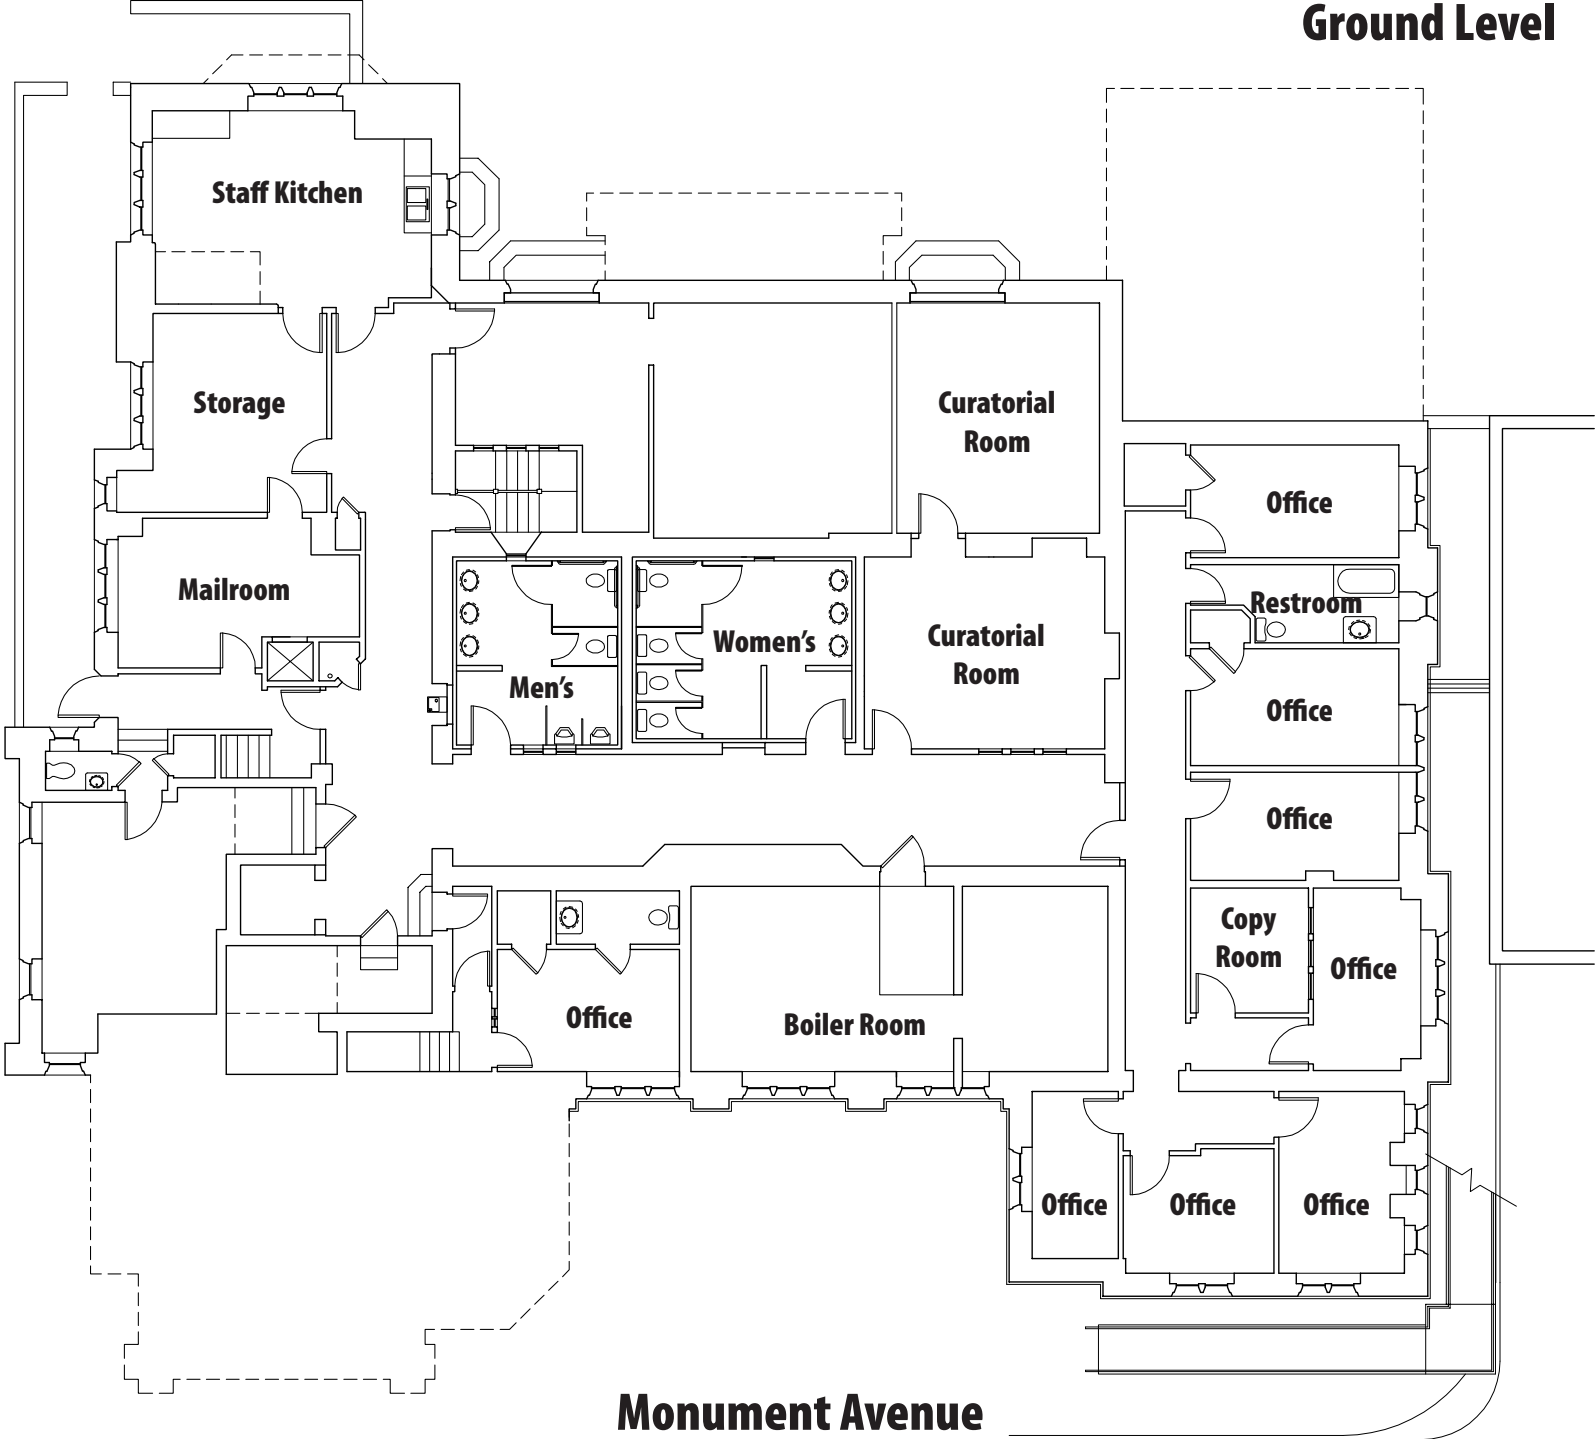 Ground Level
Staff Kitchen
Storage
Curatorial
Room
Office
Mailroom
Restroom
Women's
Curatorial
Room
Men's
Office
Office
Copy
Room
Office
Office
Boiler Room
Office
Office
Office
Monument Avenue